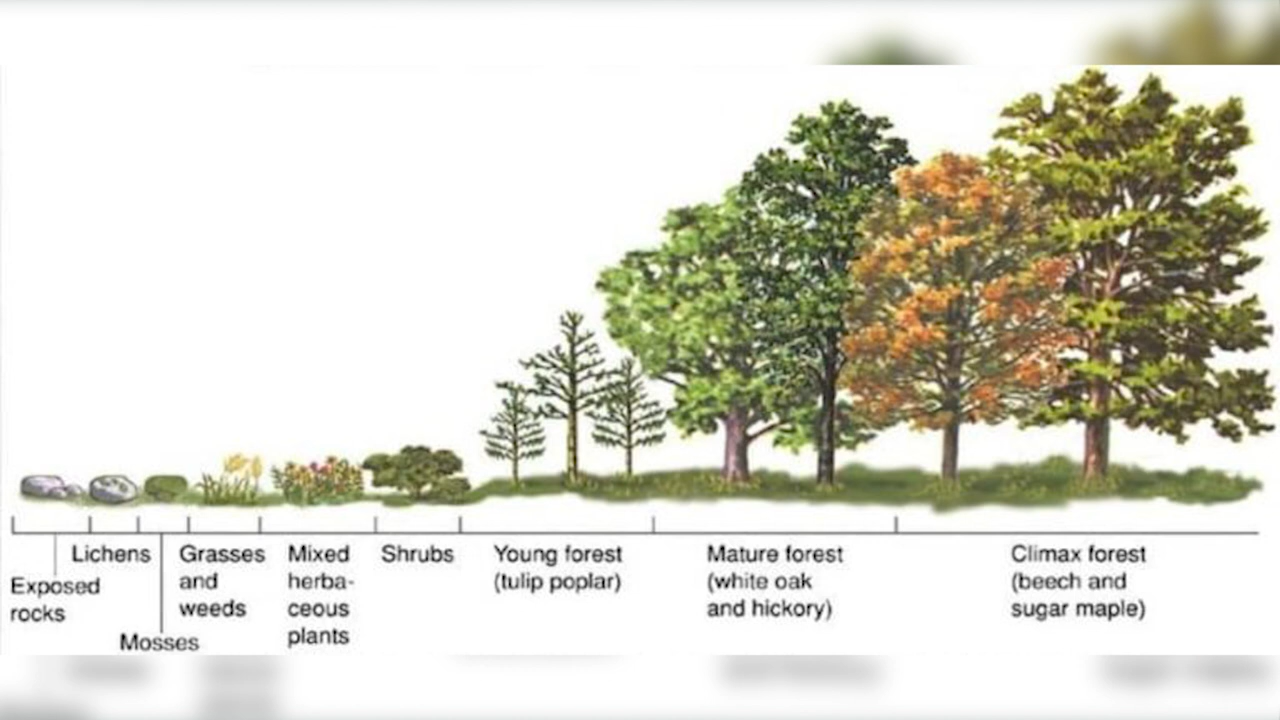 Exposed
rocks
Lichens
Mosses
Grasses
and
weeds
Mixed
herba-
ceous
plants
Shrubs
Young forest
(tulip poplar)
Mature forest
(white oak
and hickory)
Climax forest
(beech and
sugar maple)